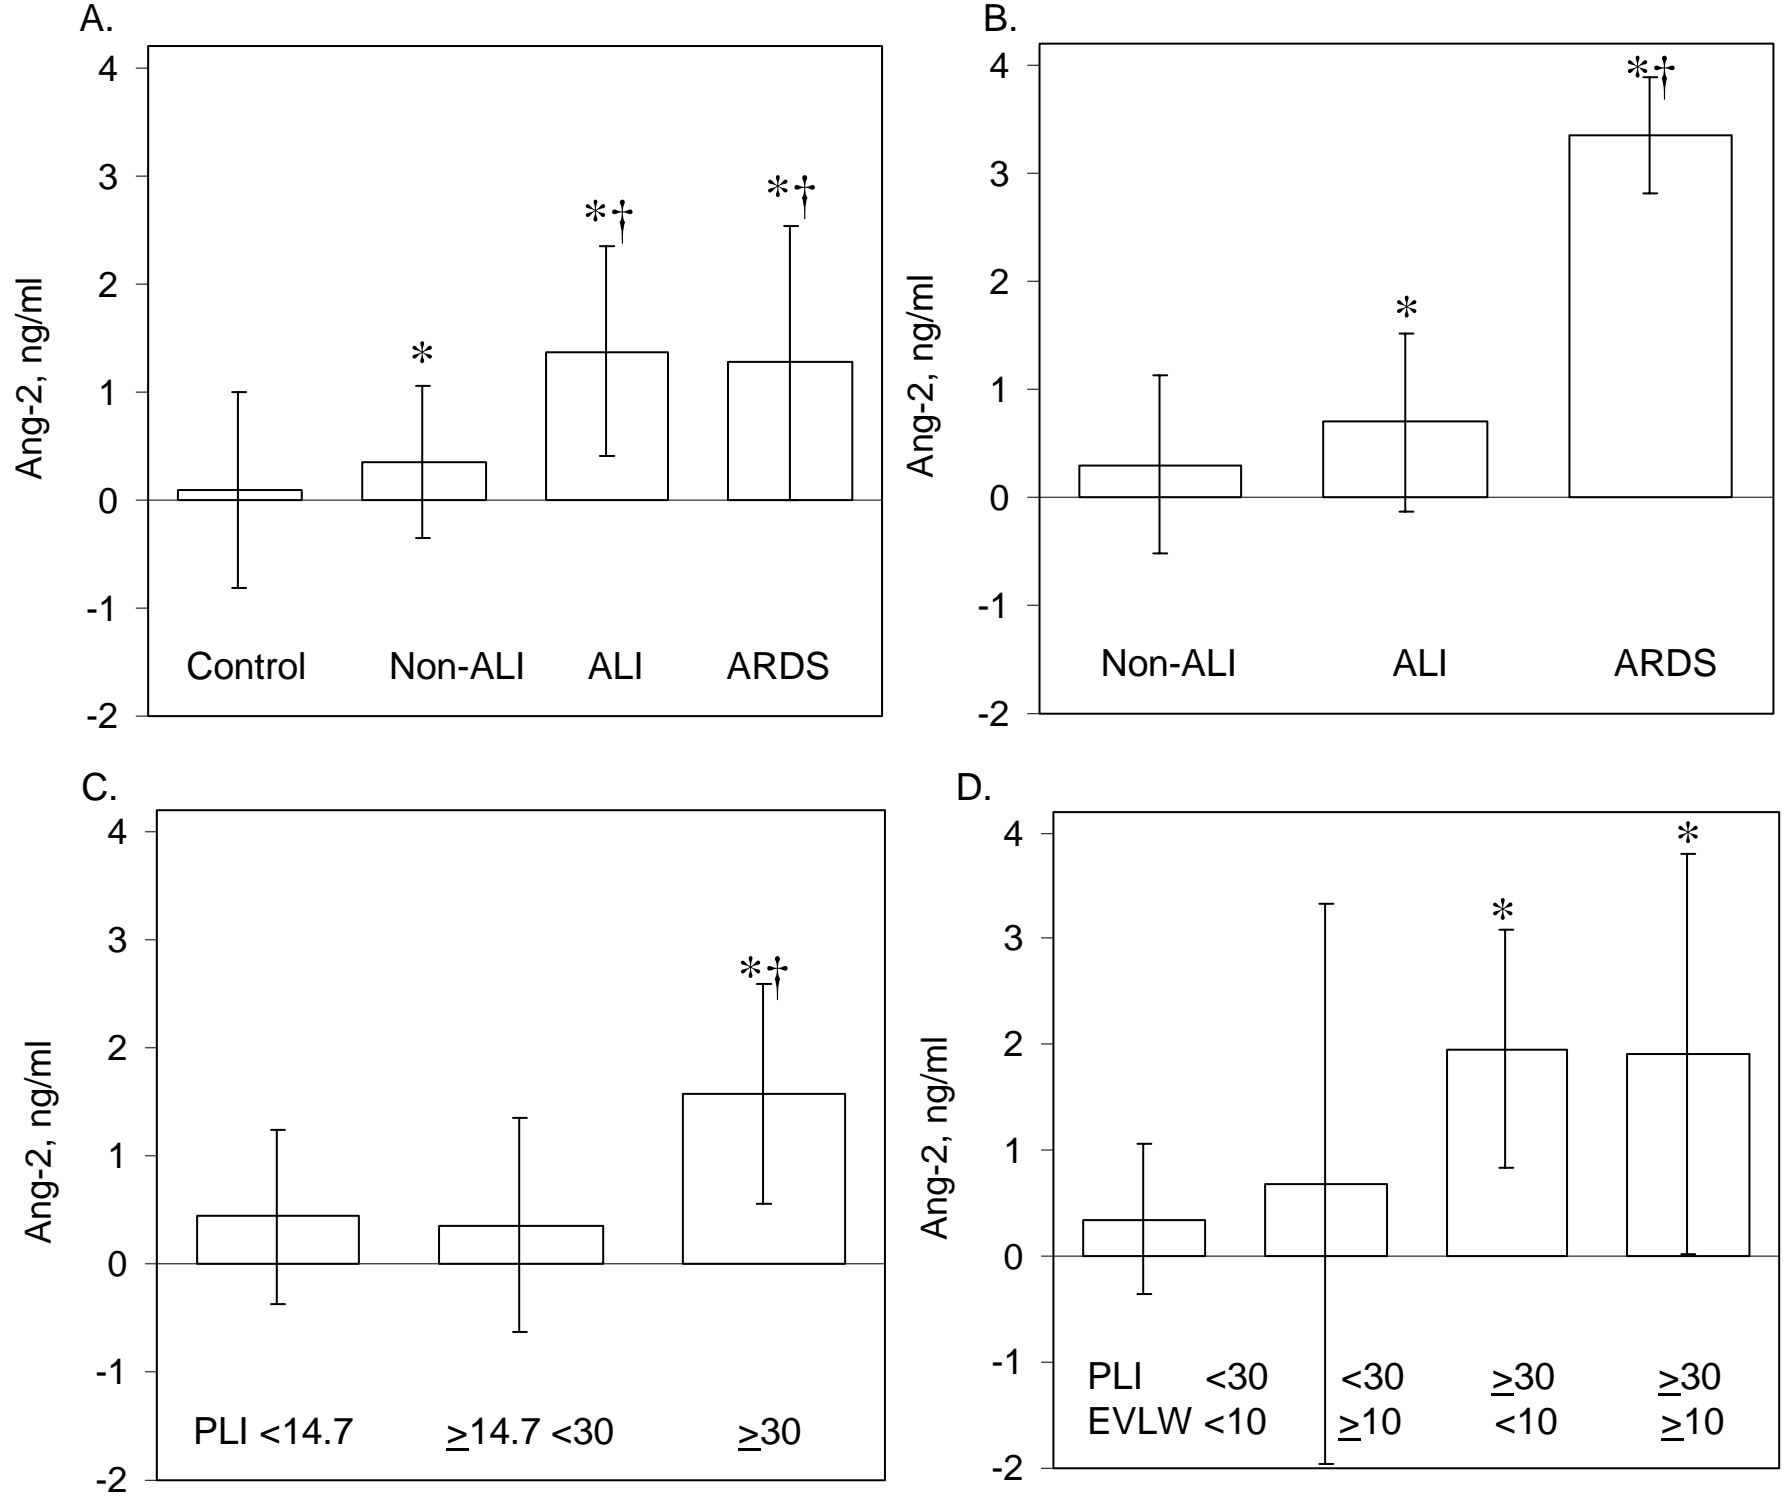 A.
4
3
2
1
0
-1
-2
Ang-2, ng/ml
*
*†
*†
Control Non-ALI ALI ARDS
B.
4
3
2
1
0
-1
-2
Ang-2, ng/ml
*
*†
Non-ALI ALI ARDS
C.
4
3
2
1
0
-1
-2
Ang-2, ng/ml
*†
PLI <14.7 ≥14.7 <30 ≥30
D.
4
3
2
1
0
-1
-2
Ang-2, ng/ml
*
*
PLI <30 <30 ≥30 ≥30
EVLW <10 ≥10 <10 ≥10